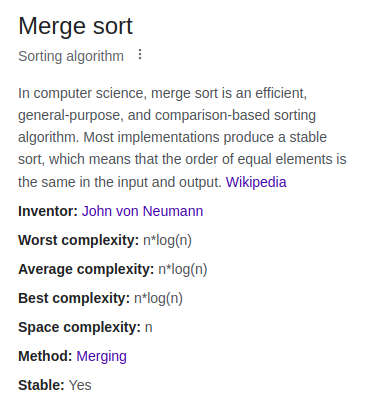 Merge sort
Sorting algorithm
In computer science, merge sort is an efficient,
general-purpose, and comparison-based sorting
algorithm. Most implementations produce a stable
sort, which means that the order of equal elements is
the same in the input and output. Wikipedia
Inventor: John von Neumann
Worst complexity: n*log(n)
Average complexity: n*log(n)
Best complexity: n*log(n)
Space complexity: n
Method: Merging
Stable: Yes